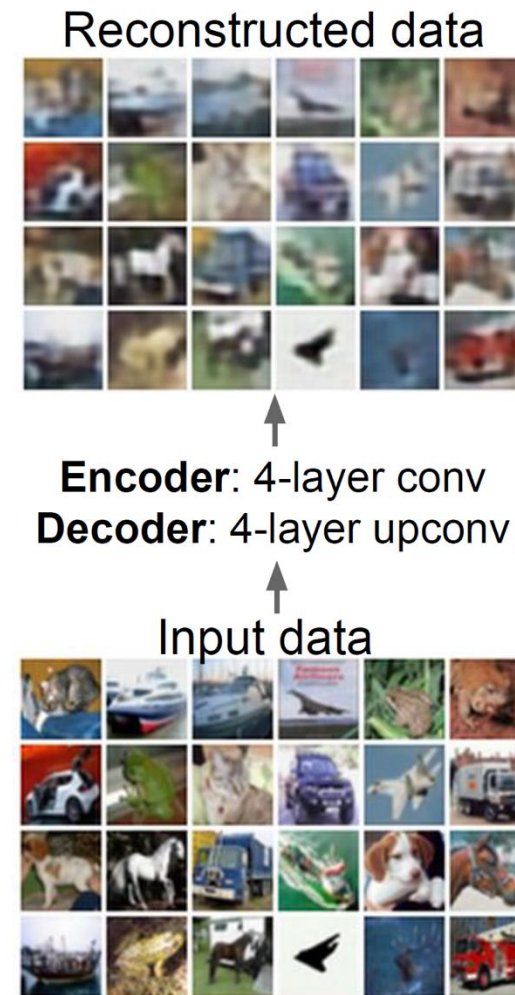 Reconstructed data
Encoder: 4-layer conv
Decoder: 4-layer upconv
Input data